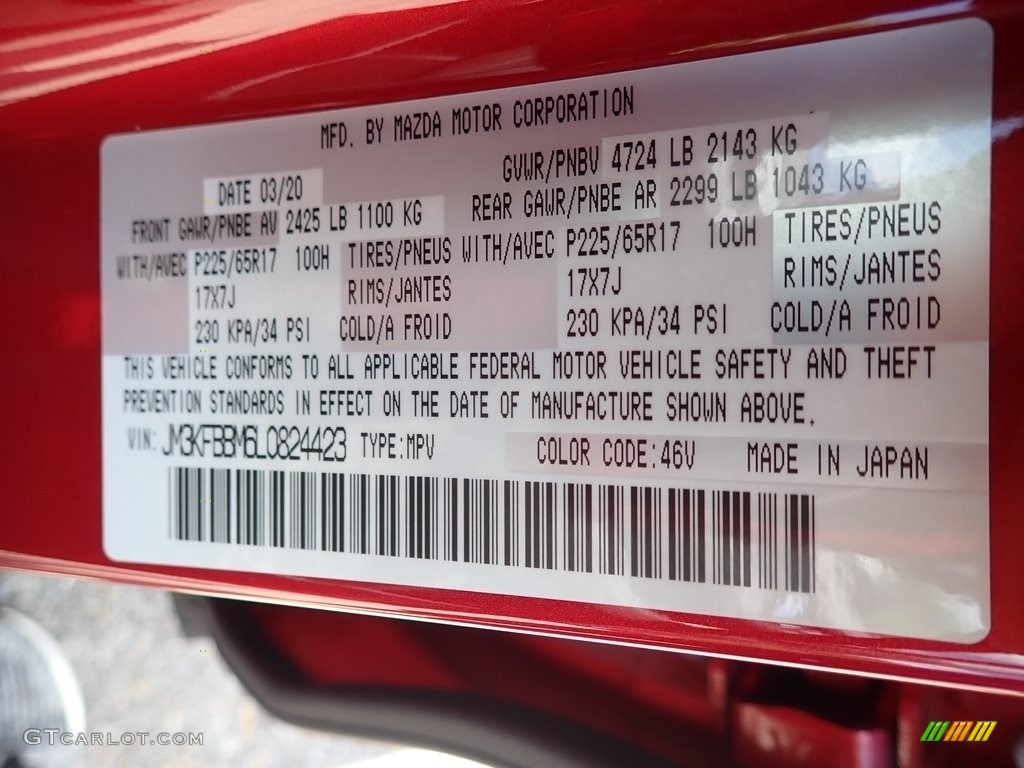 MFD. BY MAZDA MOTOR CORPORATION
DATE 03/20 GVWR/PNBV 4724 LB 2143 KG
FRONT GAWR/PNBE AV 2425 LB 1100 KG REAR GAWR/PNBE AR 2299 LB 1043 KG
WITH/AVEC P225/65R17 100H TIRES/PNEUS WITH/AVEC P225/65R17 100H TIRES/PNEUS
17X7J RIMS/JANTES 17X7J RIMS/JANTES
230 KPA/34 PSI COLD/A FROID 230 KPA/34 PSI COLD/A FROID
THIS VEHICLE CONFORMS TO ALL APPLICABLE FEDERAL MOTOR VEHICLE SAFETY AND THEFT
PREVENTION STANDARDS IN EFFECT ON THE DATE OF MANUFACTURE SHOWN ABOVE.
VIN: JM3KFBBM6L0824423 TYPE:MPV COLOR CODE:46V MADE IN JAPAN
GTCARLOT.COM